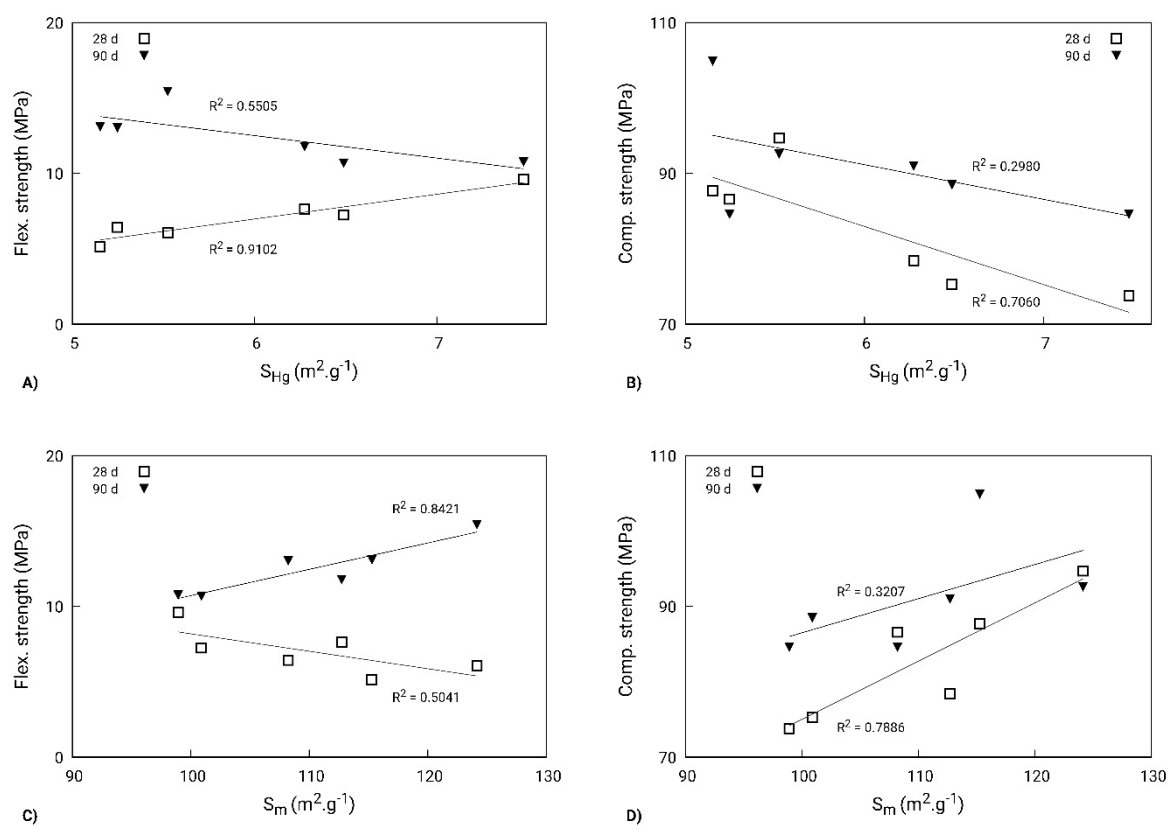 20
28 d
90 d
R² = 0.5505
Flex. strength (MPa)
10
R² = 0.9102
0
5 6 7
A) S_Hg (m².g⁻¹)
110
28 d
90 d
Comp. strength (MPa)
90
R² = 0.2980
R² = 0.7060
70
5 6 7
B) S_Hg (m².g⁻¹)
20
28 d
90 d
R² = 0.8421
Flex. strength (MPa)
10
R² = 0.5041
0
90 100 110 120 130
C) S_m (m².g⁻¹)
110
28 d
90 d
Comp. strength (MPa)
R² = 0.3207
90
R² = 0.7886
70
90 100 110 120 130
D) S_m (m².g⁻¹)